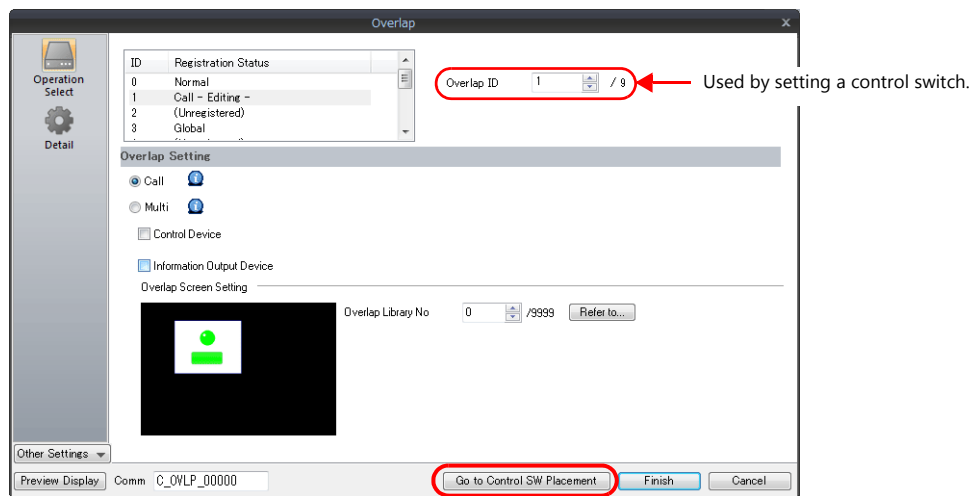 Overlap
x
Operation
Select
Detail
ID Registration Status
0 Normal
1 Call - Editing -
2 (Unregistered)
3 Global
Overlap ID 1 / 9
Used by setting a control switch.
Overlap Setting
Call
Multi
Control Device
Information Output Device
Overlap Screen Setting
Overlap Library No 0 /9999 Refer to...
Other Settings
Preview Display Comm C_OVLP_00000 Go to Control SW Placement Finish Cancel